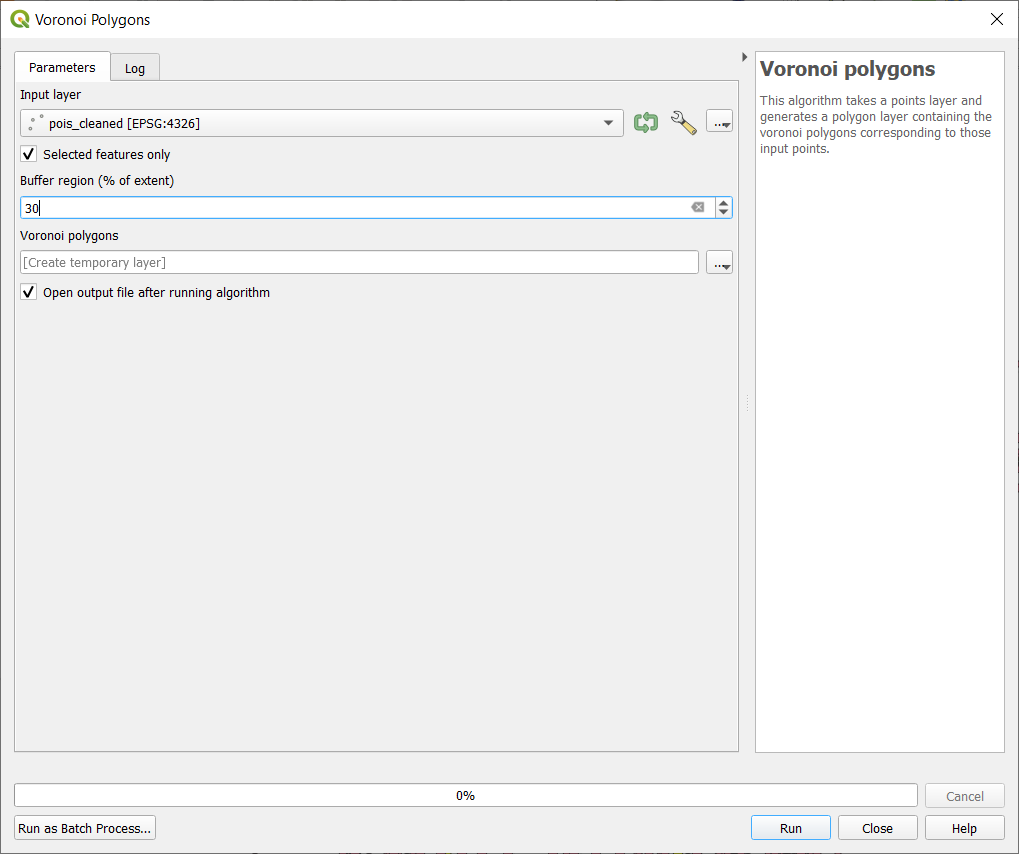 Voronoi Polygons
Parameters
Log
Input layer
pois_cleaned [EPSG:4326]
...
Selected features only
Buffer region (% of extent)
30
Voronoi polygons
[Create temporary layer]
...
Open output file after running algorithm
Voronoi polygons
This algorithm takes a points layer and
generates a polygon layer containing the
voronoi polygons corresponding to those
input points.
0%
Cancel
Run as Batch Process...
Run
Close
Help